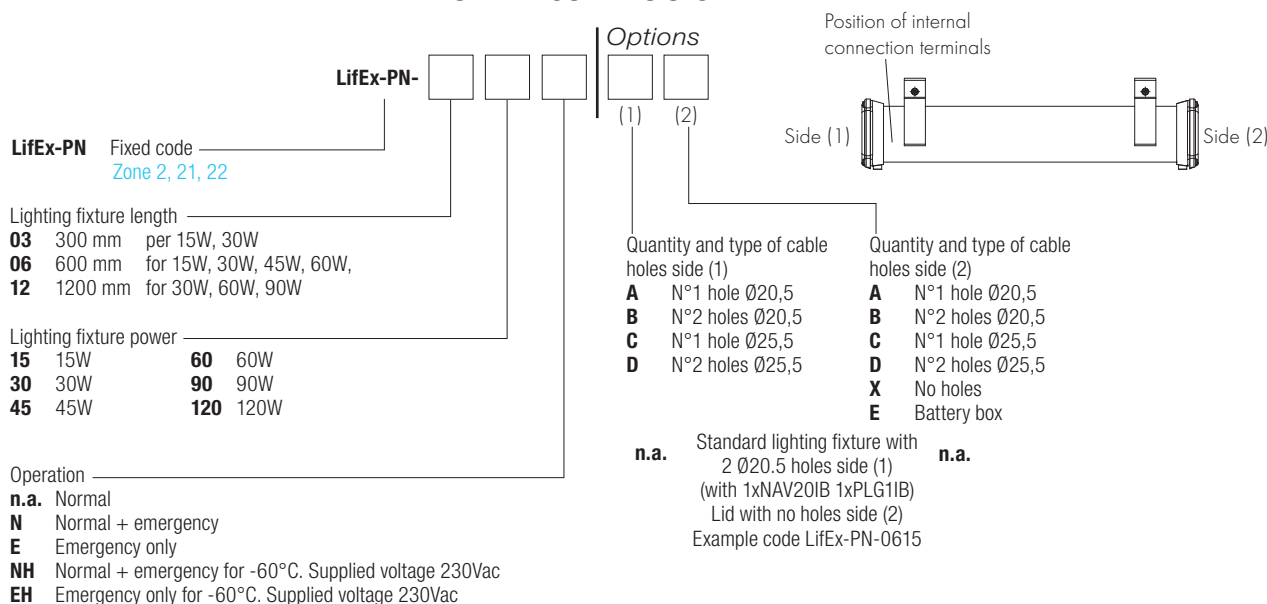 Options
Position of internal
connection terminals
LifEx-PN-
(1) (2)
Side (1)
Side (2)
LifEx-PN Fixed code
Zone 2, 21, 22
Lighting fixture length
03 300 mm per 15W, 30W
06 600 mm for 15W, 30W, 45W, 60W,
12 1200 mm for 30W, 60W, 90W
Lighting fixture power
15 15W 60 60W
30 30W 90 90W
45 45W 120 120W
Operation
n.a. Normal
N Normal + emergency
E Emergency only
NH Normal + emergency for -60°C. Supplied voltage 230Vac
EH Emergency only for -60°C. Supplied voltage 230Vac
Quantity and type of cable
holes side (1)
A N°1 hole Ø20,5
B N°2 holes Ø20,5
C N°1 hole Ø25,5
D N°2 holes Ø25,5
Quantity and type of cable
holes side (2)
A N°1 hole Ø20,5
B N°2 holes Ø20,5
C N°1 hole Ø25,5
D N°2 holes Ø25,5
X No holes
E Battery box
n.a. Standard lighting fixture with n.a.
2 Ø20.5 holes side (1)
(with 1xNAV20IB 1xPLG1IB)
Lid with no holes side (2)
Example code LifEx-PN-0615